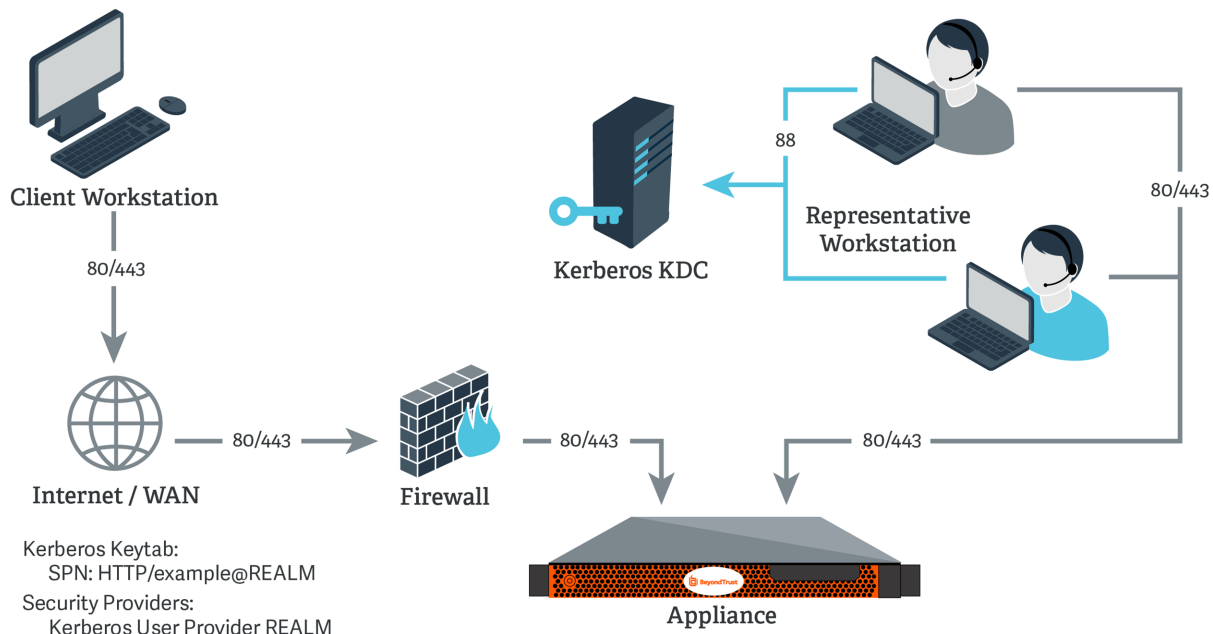 Client Workstation
80/443
Internet / WAN
80/443
Firewall
80/443
Kerberos KDC
88
Representative
Workstation
80/443
80/443
BeyondTrust
Appliance
Kerberos Keytab:
SPN: HTTP/example@REALM
Security Providers:
Kerberos User Provider REALM